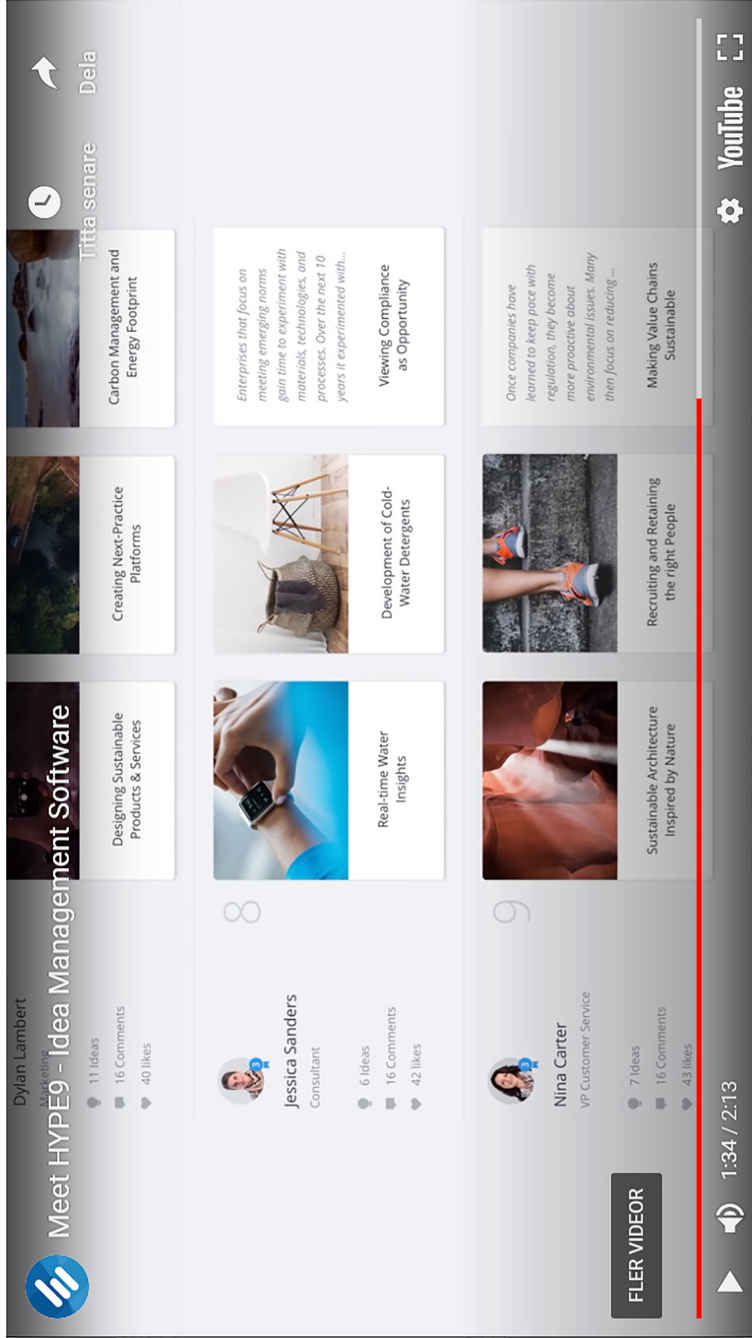 Meet HYPE9 - Idea Management Software
Titta senare
Dela
Dylan Lambert
Marketing
11 Ideas
16 Comments
40 likes
Designing Sustainable
Products & Services
Creating Next-Practice
Platforms
Carbon Management and
Energy Footprint
8
Jessica Sanders
Consultant
6 Ideas
16 Comments
42 likes
3
Real-time Water
Insights
Development of Cold-
Water Detergents
Enterprises that focus on
meeting emerging norms
gain time to experiment with
materials, technologies, and
processes. Over the next 10
years it experimented with...
Viewing Compliance
as Opportunity
9
Nina Carter
VP Customer Service
7 Ideas
16 Comments
43 likes
3
Sustainable Architecture
Inspired by Nature
Recruiting and Retaining
the right People
Once companies have
learned to keep pace with
regulation, they become
more proactive about
environmental issues. Many
then focus on reducing ...
Making Value Chains
Sustainable
FLER VIDEOR
1:34 / 2:13
YouTube